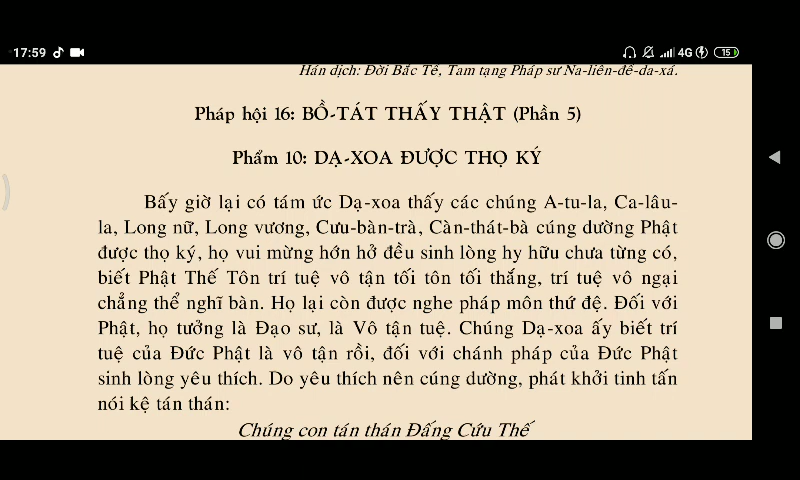 17:59
4G
15
Hán dịch: Đời Bắc Tề, Tam tạng Pháp sư Na-liên-đề-da-xá.
Pháp hội 16: BỒ-TÁT THẤY THẬT (Phần 5)
Phẩm 10: DẠ-XOA ĐƯỢC THỌ KÝ
Bấy giờ lại có tám ức Dạ-xoa thấy các chúng A-tu-la, Ca-lâu-
la, Long nữ, Long vương, Cưu-bàn-trà, Càn-thát-bà cúng dường Phật
được thọ ký, họ vui mừng hớn hở đều sinh lòng hy hữu chưa từng có,
biết Phật Thế Tôn trí tuệ vô tận tối tôn tối thắng, trí tuệ vô ngại
chẳng thể nghĩ bàn. Họ lại còn được nghe pháp môn thứ đệ. Đối với
Phật, họ tưởng là Đạo sư, là Vô tận tuệ. Chúng Dạ-xoa ấy biết trí
tuệ của Đức Phật là vô tận rồi, đối với chánh pháp của Đức Phật
sinh lòng yêu thích. Do yêu thích nên cúng dường, phát khởi tinh tấn
nói kệ tán thán:
Chúng con tán thán Đấng Cứu Thế